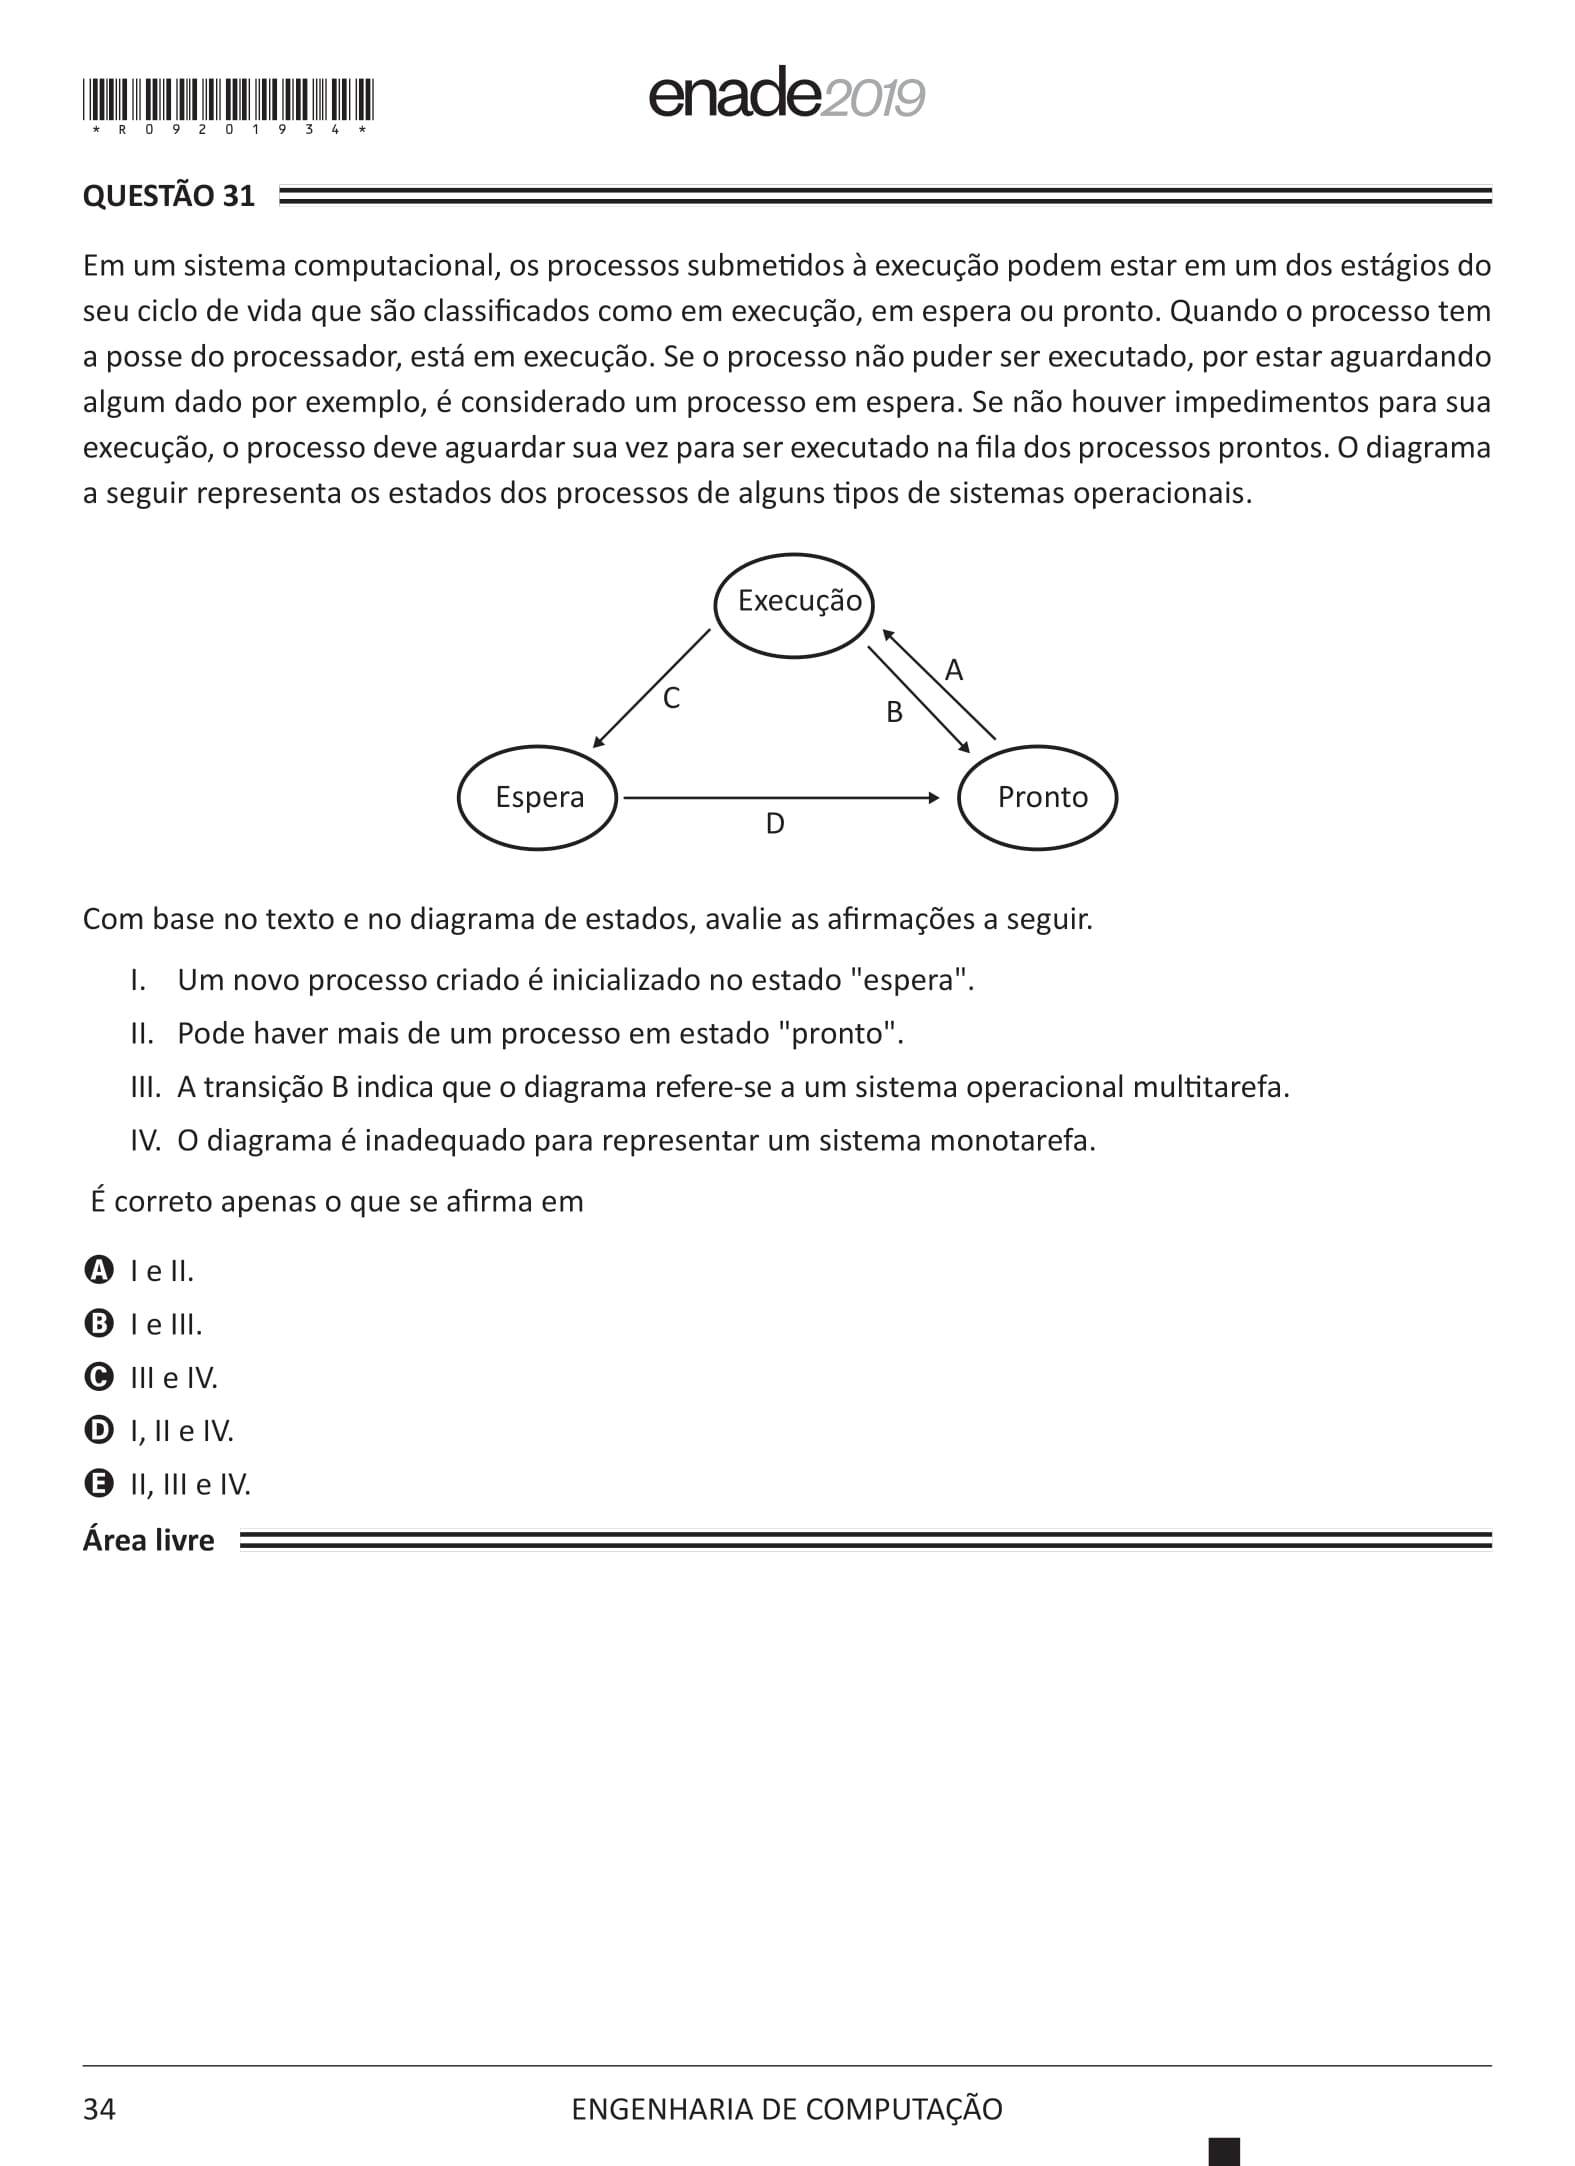 *R09201934*
enade2019
QUESTÃO 31
Em um sistema computacional, os processos submetidos à execução podem estar em um dos estágios do
seu ciclo de vida que são classificados como em execução, em espera ou pronto. Quando o processo tem
a posse do processador, está em execução. Se o processo não puder ser executado, por estar aguardando
algum dado por exemplo, é considerado um processo em espera. Se não houver impedimentos para sua
execução, o processo deve aguardar sua vez para ser executado na fila dos processos prontos. O diagrama
a seguir representa os estados dos processos de alguns tipos de sistemas operacionais.
Execução
A
C
B
Espera
Pronto
D
Com base no texto e no diagrama de estados, avalie as afirmações a seguir.
I. Um novo processo criado é inicializado no estado "espera".
II. Pode haver mais de um processo em estado "pronto".
III. A transição B indica que o diagrama refere-se a um sistema operacional multitarefa.
IV. O diagrama é inadequado para representar um sistema monotarefa.
É correto apenas o que se afirma em
A I e II.
B I e III.
C III e IV.
D I, II e IV.
E II, III e IV.
Área livre
34
ENGENHARIA DE COMPUTAÇÃO